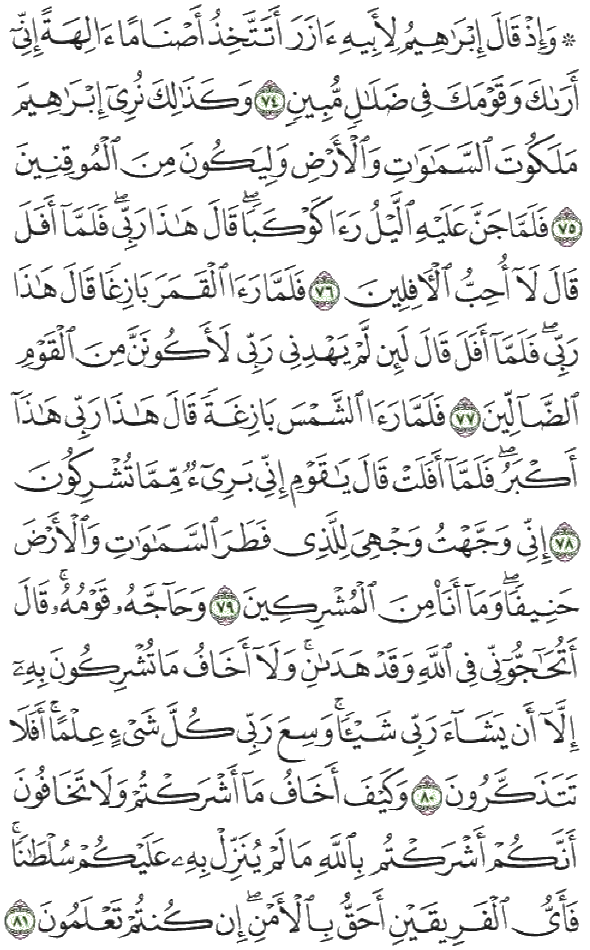 ۞ وَإِذْ قَالَ إِبْرَٰهِيمُ لِأَبِيهِ ءَازَرَ أَتَتَّخِذُ أَصْنَامًا ءَالِهَةً إِنِّىٓ
أَرَىٰكَ وَقَوْمَكَ فِى ضَلَٰلٍ مُّبِينٍ ٧٤ وَكَذَٰلِكَ نُرِىٓ إِبْرَٰهِيمَ
مَلَكُوتَ ٱلسَّمَٰوَٰتِ وَٱلْأَرْضِ وَلِيَكُونَ مِنَ ٱلْمُوقِنِينَ
٧٥ فَلَمَّا جَنَّ عَلَيْهِ ٱلَّيْلُ رَءَا كَوْكَبًا ۖ قَالَ هَٰذَا رَبِّى ۖ فَلَمَّآ أَفَلَ
قَالَ لَآ أُحِبُّ ٱلْءَافِلِينَ ٧٦ فَلَمَّا رَءَا ٱلْقَمَرَ بَازِغًا قَالَ هَٰذَا
رَبِّى ۖ فَلَمَّآ أَفَلَ قَالَ لَئِن لَّمْ يَهْدِنِى رَبِّى لَأَكُونَنَّ مِنَ ٱلْقَوْمِ
ٱلضَّآلِّينَ ٧٧ فَلَمَّا رَءَا ٱلشَّمْسَ بَازِغَةً قَالَ هَٰذَا رَبِّى هَٰذَآ
أَكْبَرُ ۖ فَلَمَّآ أَفَلَتْ قَالَ يَٰقَوْمِ إِنِّى بَرِىٓءٌ مِّمَّا تُشْرِكُونَ
٧٨ إِنِّى وَجَّهْتُ وَجْهِىَ لِلَّذِى فَطَرَ ٱلسَّمَٰوَٰتِ وَٱلْأَرْضَ
حَنِيفًا ۖ وَمَآ أَنَا۠ مِنَ ٱلْمُشْرِكِينَ ٧٩ وَحَآجَّهُۥ قَوْمُهُۥ ۚ قَالَ
أَتُحَٰٓجُّوٓنِّى فِى ٱللَّهِ وَقَدْ هَدَىٰنِ ۚ وَلَآ أَخَافُ مَا تُشْرِكُونَ بِهِۦٓ
إِلَّآ أَن يَشَآءَ رَبِّى شَيْـًٔا ۗ وَسِعَ رَبِّى كُلَّ شَىْءٍ عِلْمًا ۗ أَفَلَا
تَتَذَكَّرُونَ ٨٠ وَكَيْفَ أَخَافُ مَآ أَشْرَكْتُمْ وَلَا تَخَافُونَ
أَنَّكُمْ أَشْرَكْتُم بِٱللَّهِ مَا لَمْ يُنَزِّلْ بِهِۦ عَلَيْكُمْ سُلْطَٰنًا ۚ
فَأَىُّ ٱلْفَرِيقَيْنِ أَحَقُّ بِٱلْأَمْنِ ۖ إِن كُنتُمْ تَعْلَمُونَ ٨١